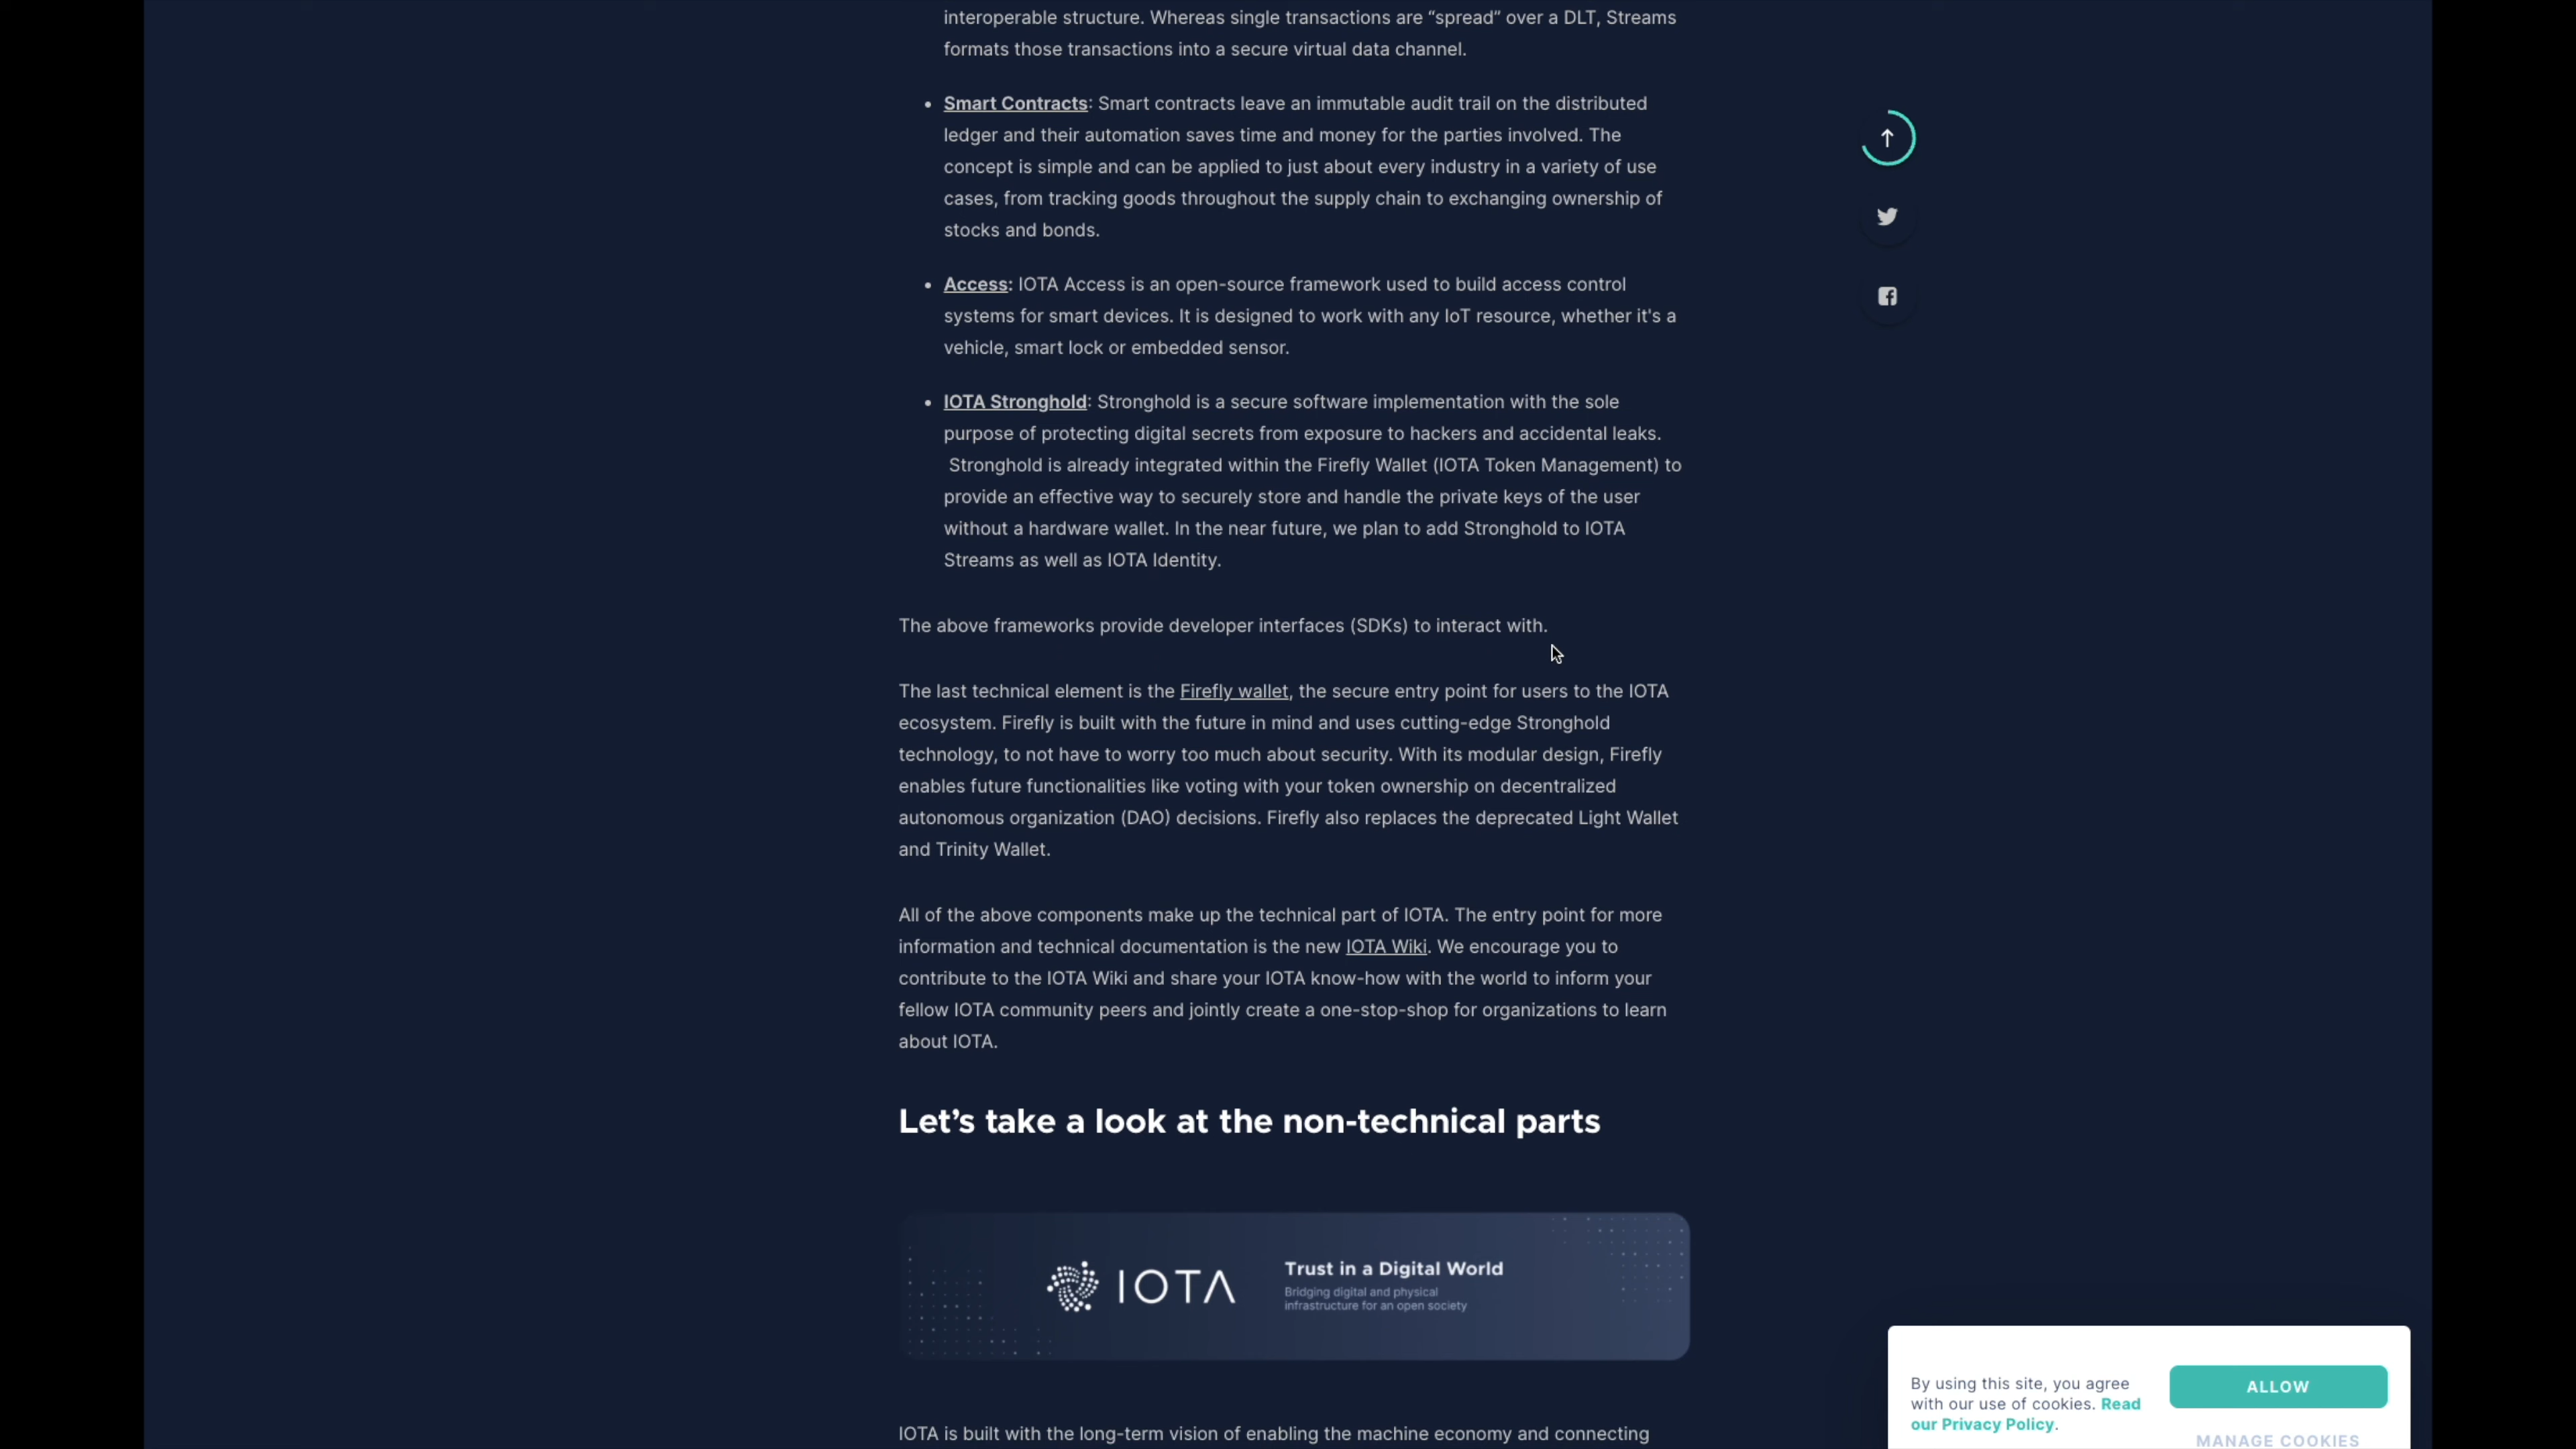 interoperable structure. Whereas single transactions are “spread” over a DLT, Streams
formats those transactions into a secure virtual data channel.
• Smart Contracts: Smart contracts leave an immutable audit trail on the distributed
ledger and their automation saves time and money for the parties involved. The
concept is simple and can be applied to just about every industry in a variety of use
cases, from tracking goods throughout the supply chain to exchanging ownership of
stocks and bonds.
• Access: IOTA Access is an open-source framework used to build access control
systems for smart devices. It is designed to work with any IoT resource, whether it's a
vehicle, smart lock or embedded sensor.
• IOTA Stronghold: Stronghold is a secure software implementation with the sole
purpose of protecting digital secrets from exposure to hackers and accidental leaks.
Stronghold is already integrated within the Firefly Wallet (IOTA Token Management) to
provide an effective way to securely store and handle the private keys of the user
without a hardware wallet. In the near future, we plan to add Stronghold to IOTA
Streams as well as IOTA Identity.
The above frameworks provide developer interfaces (SDKs) to interact with.
The last technical element is the Firefly wallet, the secure entry point for users to the IOTA
ecosystem. Firefly is built with the future in mind and uses cutting-edge Stronghold
technology, to not have to worry too much about security. With its modular design, Firefly
enables future functionalities like voting with your token ownership on decentralized
autonomous organization (DAO) decisions. Firefly also replaces the deprecated Light Wallet
and Trinity Wallet.
All of the above components make up the technical part of IOTA. The entry point for more
information and technical documentation is the new IOTA Wiki. We encourage you to
contribute to the IOTA Wiki and share your IOTA know-how with the world to inform your
fellow IOTA community peers and jointly create a one-stop-shop for organizations to learn
about IOTA.
Let’s take a look at the non-technical parts
IOTA
Trust in a Digital World
Bridging digital and physical
infrastructure for an open society
IOTA is built with the long-term vision of enabling the machine economy and connecting
By using this site, you agree
with our use of cookies. Read
our Privacy Policy.
ALLOW
MANAGE COOKIES